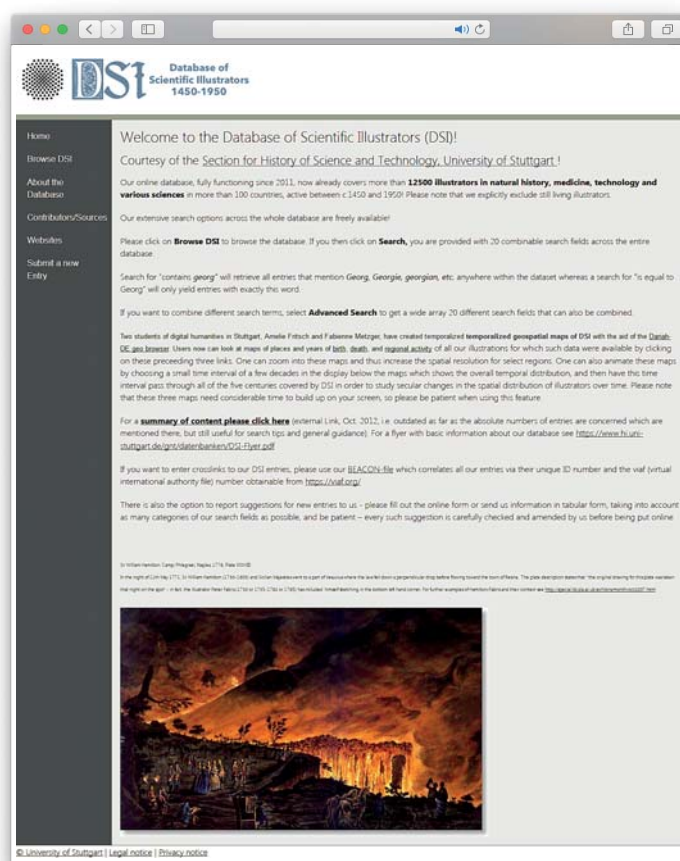 DSI
Database of
Scientific Illustrators
1450-1950
Home
Browse DSI
About the
Database
Contributors/Sources
Websites
Submit a new
Entry
Welcome to the Database of Scientific Illustrators (DSI)!
Courtesy of the Section for History of Science and Technology, University of Stuttgart !
Our online database, fully functioning since 2011, now already covers more than 12500 illustrators in natural history, medicine, technology and
various sciences in more than 100 countries, active between c.1450 and 1950! Please note that we explicitly exclude still living illustrators.
Our extensive search options across the whole database are freely available!
Please click on Browse DSI to browse the database. If you then click on Search, you are provided with 20 combinable search fields across the entire
database.
Search for "contains georg" will retrieve all entries that mention Georg, Georgie, georgian, etc. anywhere within the dataset whereas a search for "is equal to
Georg" will only yield entries with exactly this word.
If you want to combine different search terms, select Advanced Search to get a wide array 20 different search fields that can also be combined.
Two students of digital humanities in Stuttgart, Amelie Fritsch and Fabienne Metzger, have created temporalized temporalized geospatial maps of DSI with the aid of the Dariah-
DE geo browser. Users now can look at maps of places and years of birth, death, and regional activity of all our illustrations for which such data were available by clicking
on these preceeding three links. One can zoom into these maps and thus increase the spatial resolution for select regions. One can also animate these maps
by choosing a small time interval of a few decades in the display below the maps which shows the overall temporal distribution, and then have this time
interval pass through all of the five centuries covered by DSI in order to study secular changes in the spatial distribution of illustrators over time. Please note
that these three maps need considerable time to build up on your screen, so please be patient when using this feature.
For a summary of content please click here (external Link, Oct. 2012, i.e. outdated as far as the absolute numbers of entries are concerned which are
mentioned there, but still useful for search tips and general guidance). For a flyer with basic information about our database see https://www.hi.uni-
stuttgart.de/gnt/datenbanken/DSI-Flyer.pdf
If you want to enter crosslinks to our DSI entries, please use our BEACON-file which correlates all our entries via their unique ID number and the viaf (virtual
international authority file) number obtainable from https://viaf.org/
There is also the option to report suggestions for new entries to us - please fill out the online form or send us information in tabular form, taking into account
as many categories of our search fields as possible, and be patient – every such suggestion is carefully checked and amended by us before being put online
Sir William Hamilton: Campi Phlegraei, Naples 1776, Plate
In the night of 11th May 1771, Sir William Hamilton
© University of Stuttgart | Legal notice | Privacy notice